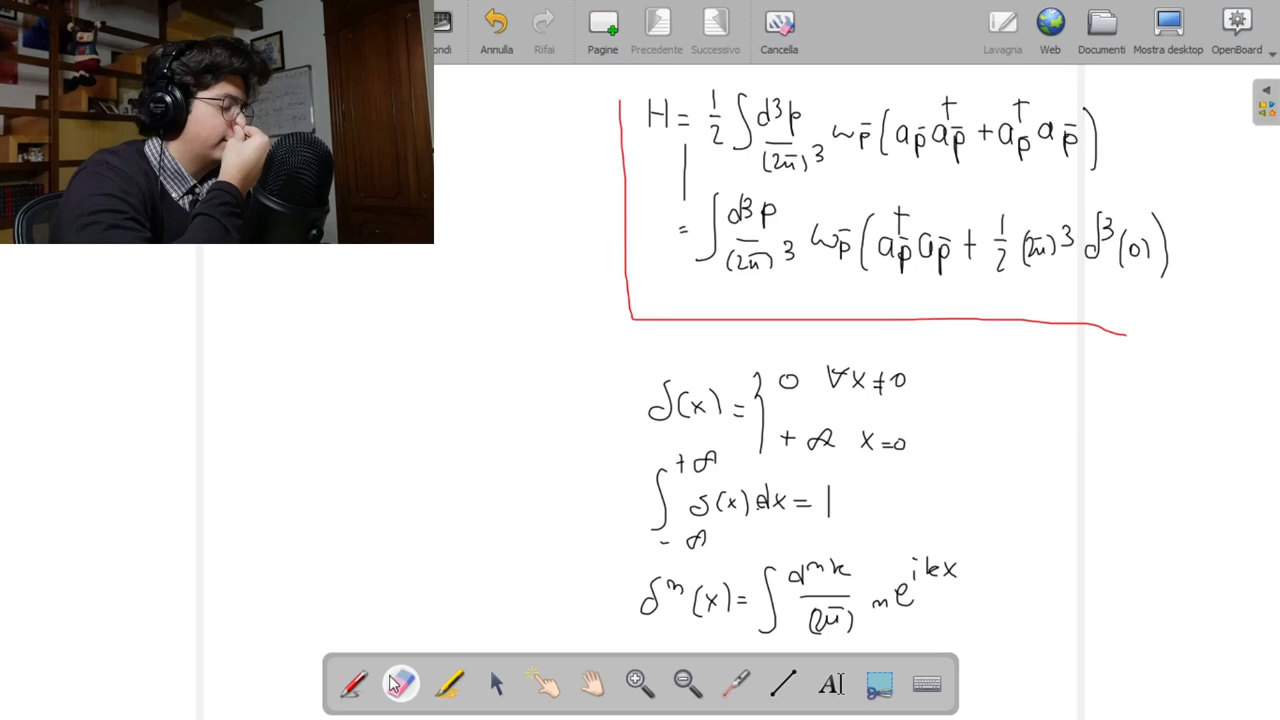 ondi Annulla Rifai Pagine Precedente Successivo Cancella Lavagna Web Documenti Mostra desktop OpenBoard
H = 1/2 ∫ d³p/(2π)³ ω_p̄ (a_p̄ a_p̄† + a_p̄† a_p̄)
= ∫ d³p/(2π)³ ω_p̄ (a_p̄† a_p̄ + 1/2 (2π)³ δ³(0))
δ(x) = { 0 ∀x≠0
+∞ x=0
∫_{-∞}^{+∞} δ(x) dx = 1
δⁿ(x) = ∫ dⁿk/(2π)ⁿ e^{ikx}
AI